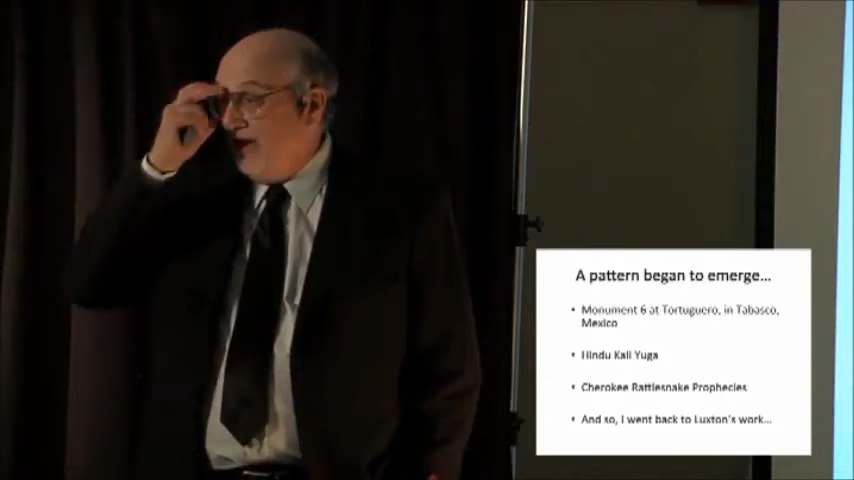 A pattern began to emerge...
• Monument 6 at Tortuguero, in Tabasco,
Mexico
• Hindu Kali Yuga
• Cherokee Rattlesnake Prophecies
• And so, I went back to Luxton's work...